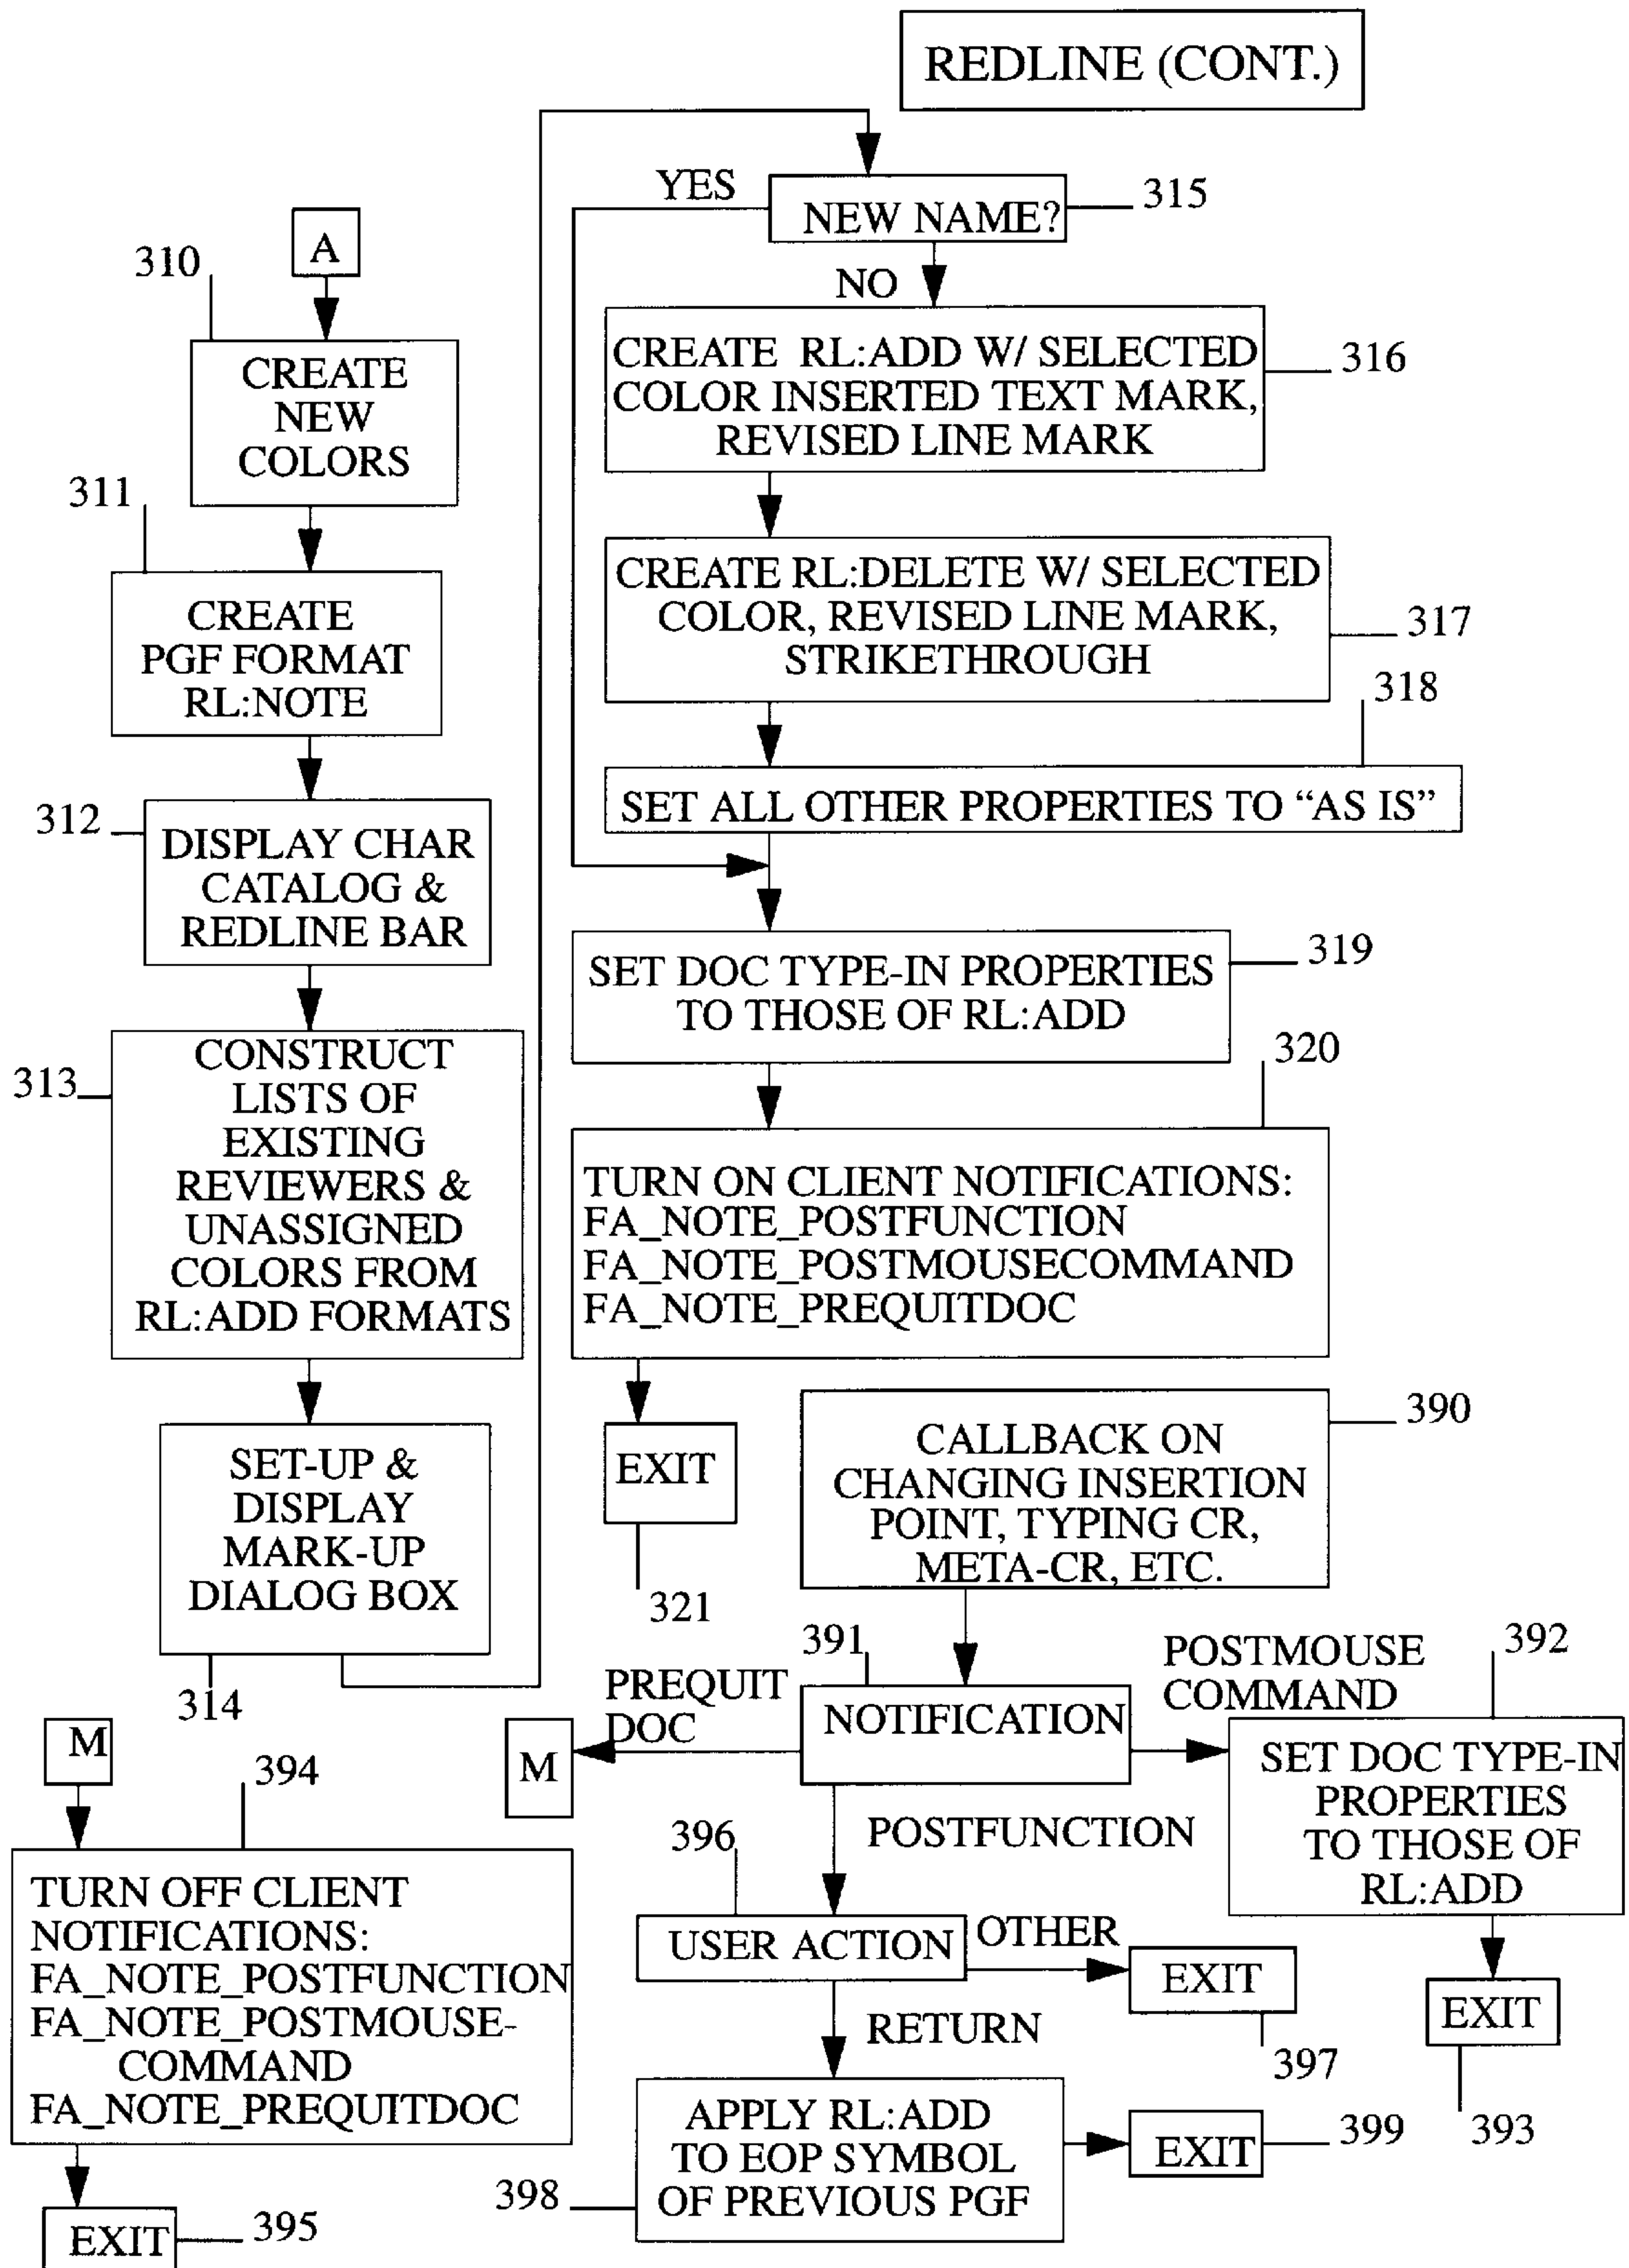 REDLINE (CONT.)
A
310
CREATE
NEW
COLORS
311
CREATE
PGF FORMAT
RL:NOTE
312
DISPLAY CHAR
CATALOG &
REDLINE BAR
313
CONSTRUCT
LISTS OF
EXISTING
REVIEWERS &
UNASSIGNED
COLORS FROM
RL:ADD FORMATS
SET-UP &
DISPLAY
MARK-UP
DIALOG BOX
314
YES
NEW NAME?
315
NO
CREATE RL:ADD W/ SELECTED
COLOR INSERTED TEXT MARK,
REVISED LINE MARK
316
CREATE RL:DELETE W/ SELECTED
COLOR, REVISED LINE MARK,
STRIKETHROUGH
317
318
SET ALL OTHER PROPERTIES TO “AS IS”
SET DOC TYPE-IN PROPERTIES
TO THOSE OF RL:ADD
319
320
TURN ON CLIENT NOTIFICATIONS:
FA_NOTE_POSTFUNCTION
FA_NOTE_POSTMOUSECOMMAND
FA_NOTE_PREQUITDOC
EXIT
321
CALLBACK ON
CHANGING INSERTION
POINT, TYPING CR,
META-CR, ETC.
390
391
NOTIFICATION
PREQUIT
DOC
M
POSTMOUSE
COMMAND
392
SET DOC TYPE-IN
PROPERTIES
TO THOSE OF
RL:ADD
EXIT
393
POSTFUNCTION
396
USER ACTION
OTHER
EXIT
397
RETURN
APPLY RL:ADD
TO EOP SYMBOL
OF PREVIOUS PGF
398
EXIT
399
M
394
TURN OFF CLIENT
NOTIFICATIONS:
FA_NOTE_POSTFUNCTION
FA_NOTE_POSTMOUSE-
COMMAND
FA_NOTE_PREQUITDOC
EXIT
395